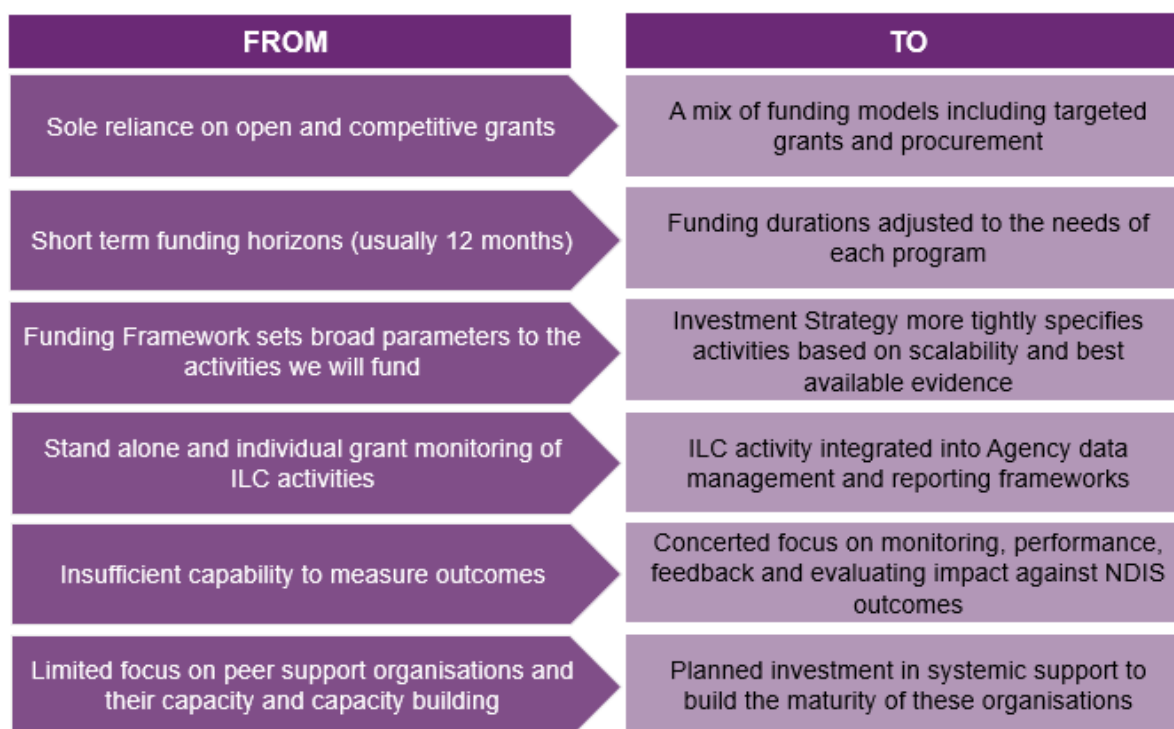 FROM
TO
Sole reliance on open and competitive grants
A mix of funding models including targeted
grants and procurement
Short term funding horizons (usually 12 months)
Funding durations adjusted to the needs of
each program
Funding Framework sets broad parameters to the
activities we will fund
Investment Strategy more tightly specifies
activities based on scalability and best
available evidence
Stand alone and individual grant monitoring of
ILC activities
ILC activity integrated into Agency data
management and reporting frameworks
Insufficient capability to measure outcomes
Concerted focus on monitoring, performance,
feedback and evaluating impact against NDIS
outcomes
Limited focus on peer support organisations and
their capacity and capacity building
Planned investment in systemic support to
build the maturity of these organisations